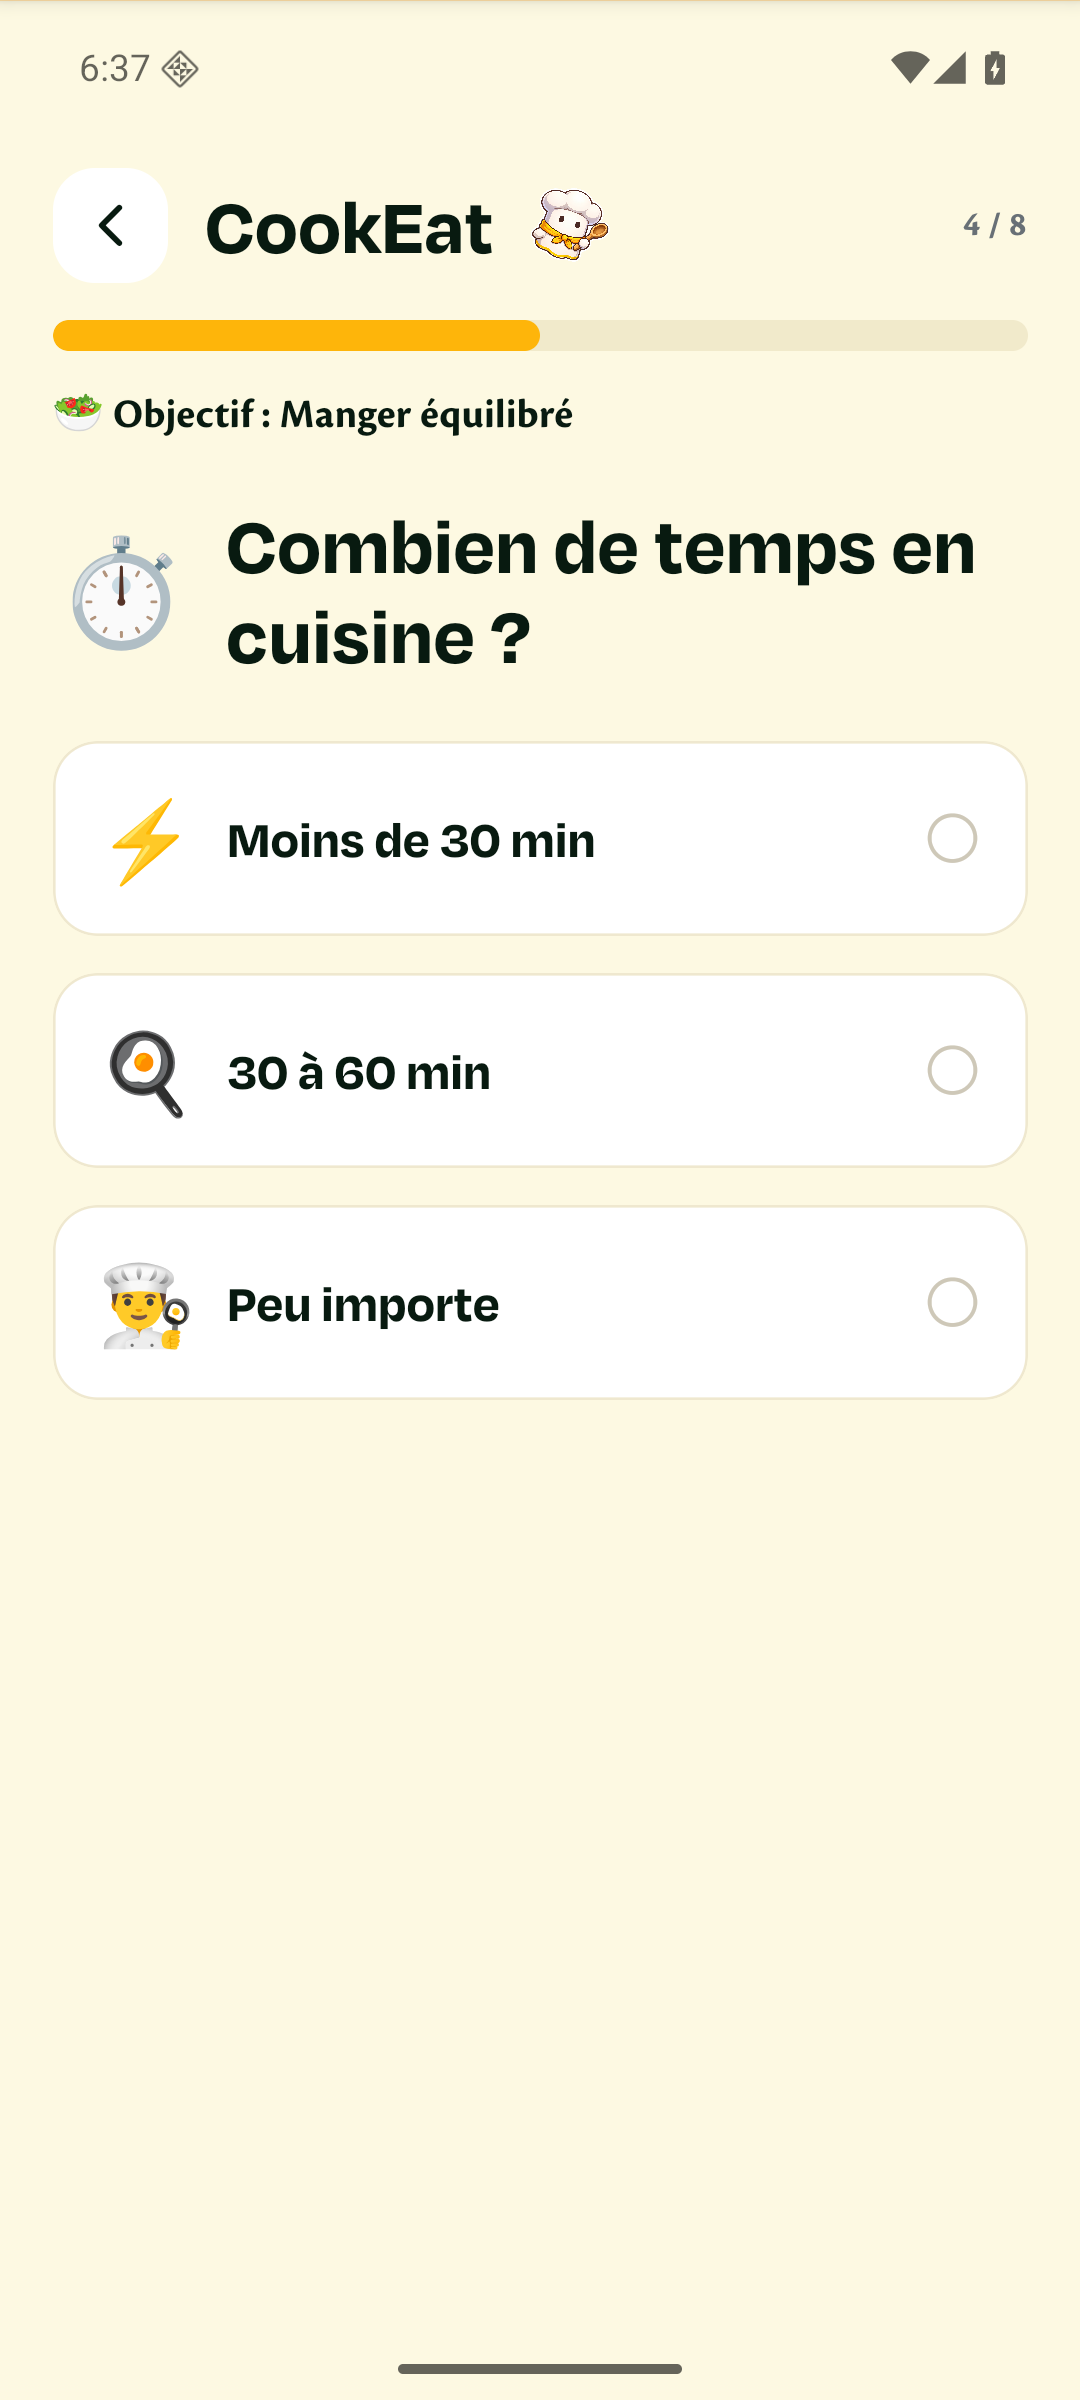 6:37
CookEat
4 / 8
Objectif : Manger équilibré
Combien de temps en
cuisine ?
Moins de 30 min
30 à 60 min
Peu importe